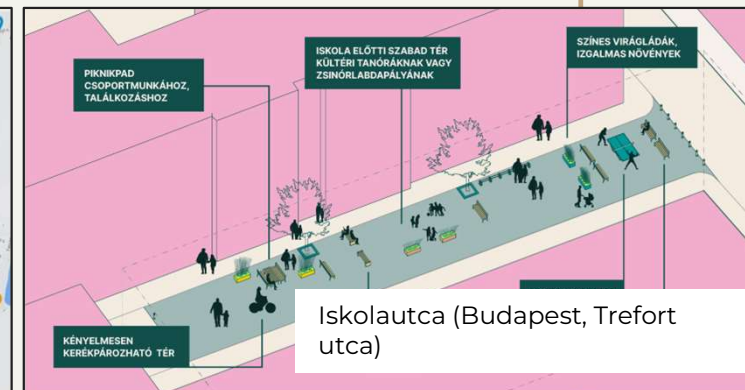 PIKNIKPAD
CSOPORTMUNKÁHOZ,
TALÁLKOZÁSHOZ
ISKOLA ELŐTTI SZABAD TÉR
KÜLTÉRI TANÓRÁKNAK VAGY
ZSINÓRLABDAPÁLYÁNAK
SZÍNES VIRÁGLÁDÁK,
IZGALMAS NÖVÉNYEK
KÉNYELMESEN
KERÉKPÁROZHATÓ TÉR
Iskolautca (Budapest, Trefort
utca)